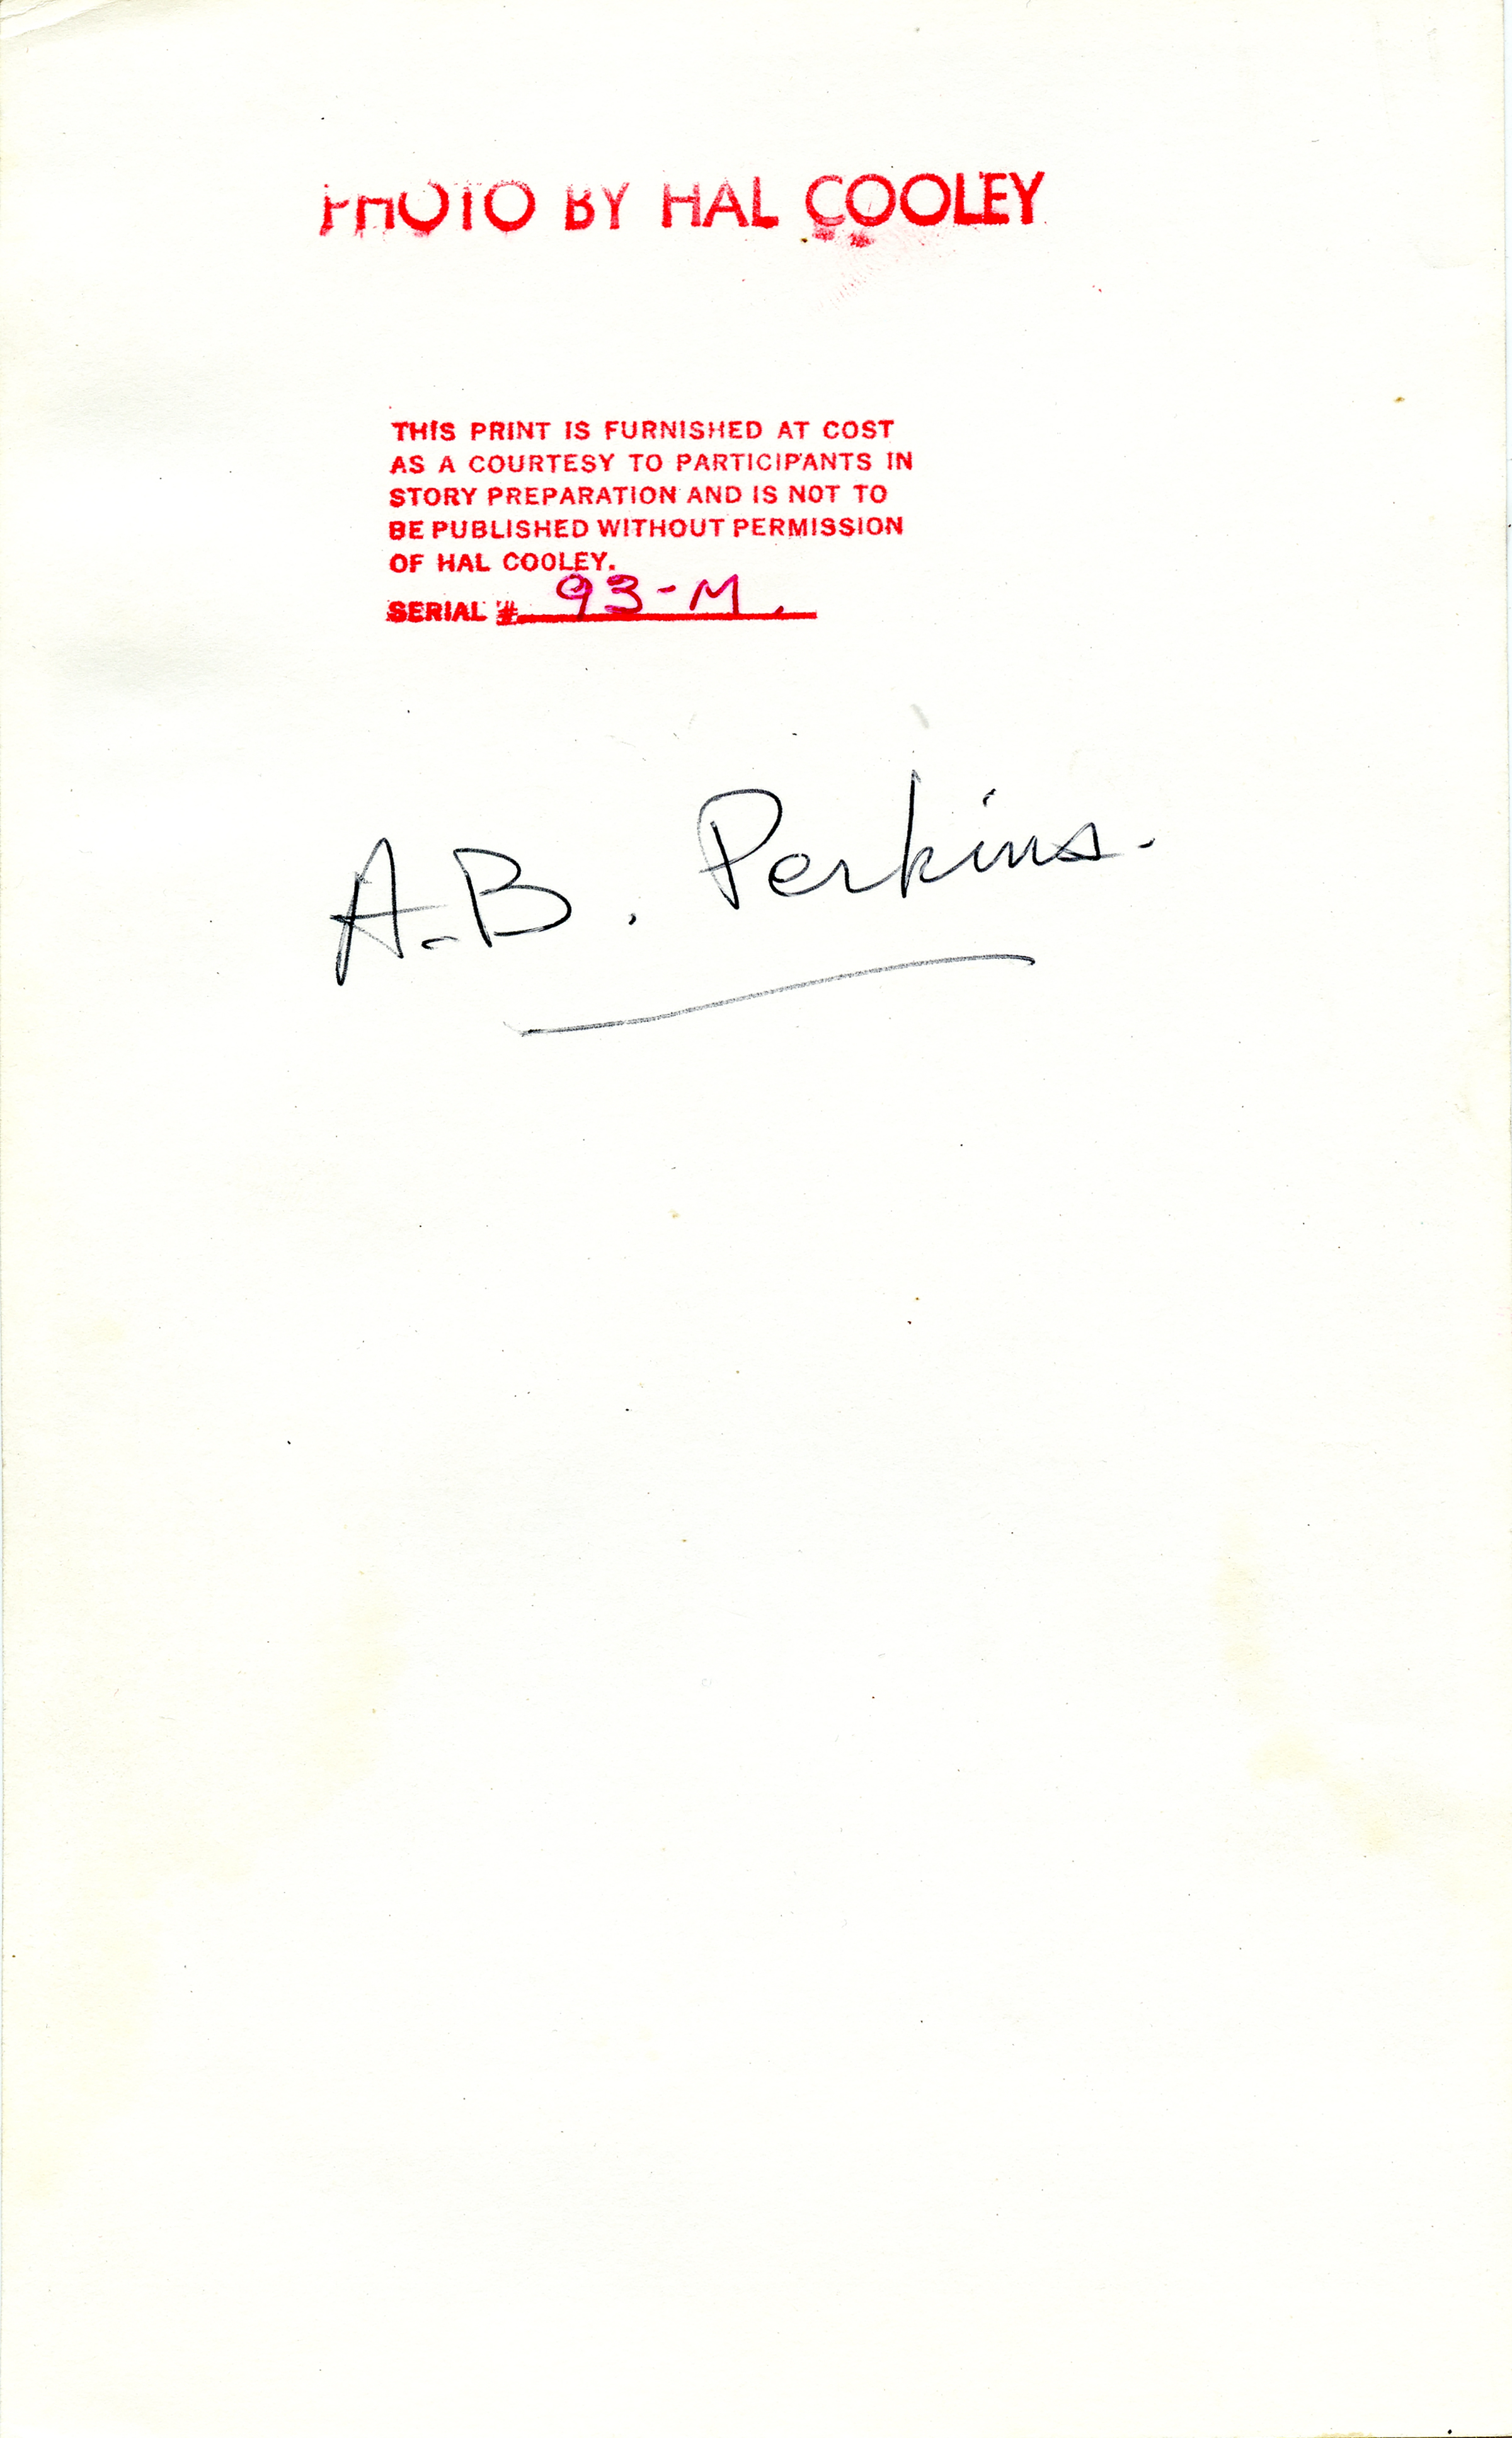 PHOTO BY HAL COOLEY
THIS PRINT IS FURNISHED AT COST
AS A COURTESY TO PARTICIPANTS IN
STORY PREPARATION AND IS NOT TO
BE PUBLISHED WITHOUT PERMISSION
OF HAL COOLEY.
SERIAL # 93-M.
A.B. Perkins.